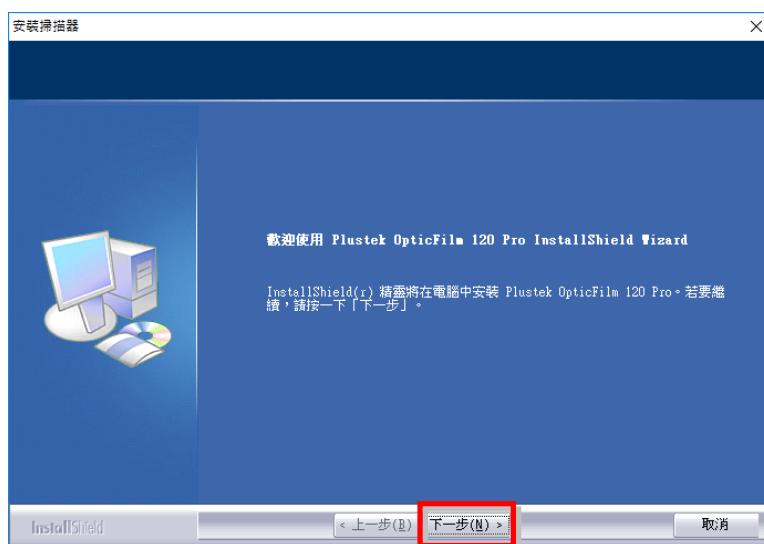 安裝掃描器
歡迎使用 Plustek OpticFilm 120 Pro InstallShield Wizard
InstallShield(r) 精靈將在電腦中安裝 Plustek OpticFilm 120 Pro。若要繼
續，請按一下「下一步」。
InstallShield
< 上一步(B)
下一步(N) >
取消